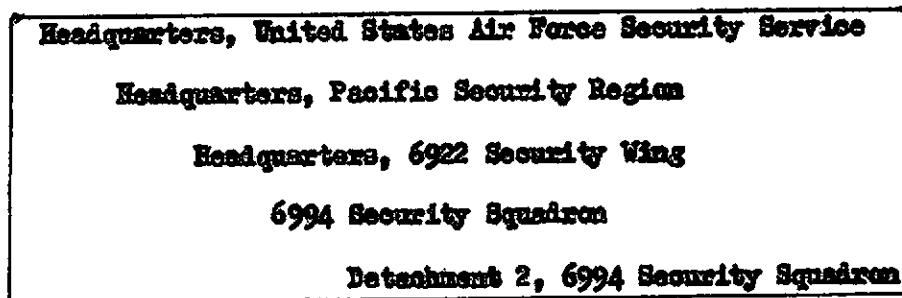 Headquarters, United States Air Force Security Service
Headquarters, Pacific Security Region
Headquarters, 6922 Security Wing
6994 Security Squadron
Detachment 2, 6994 Security Squadron